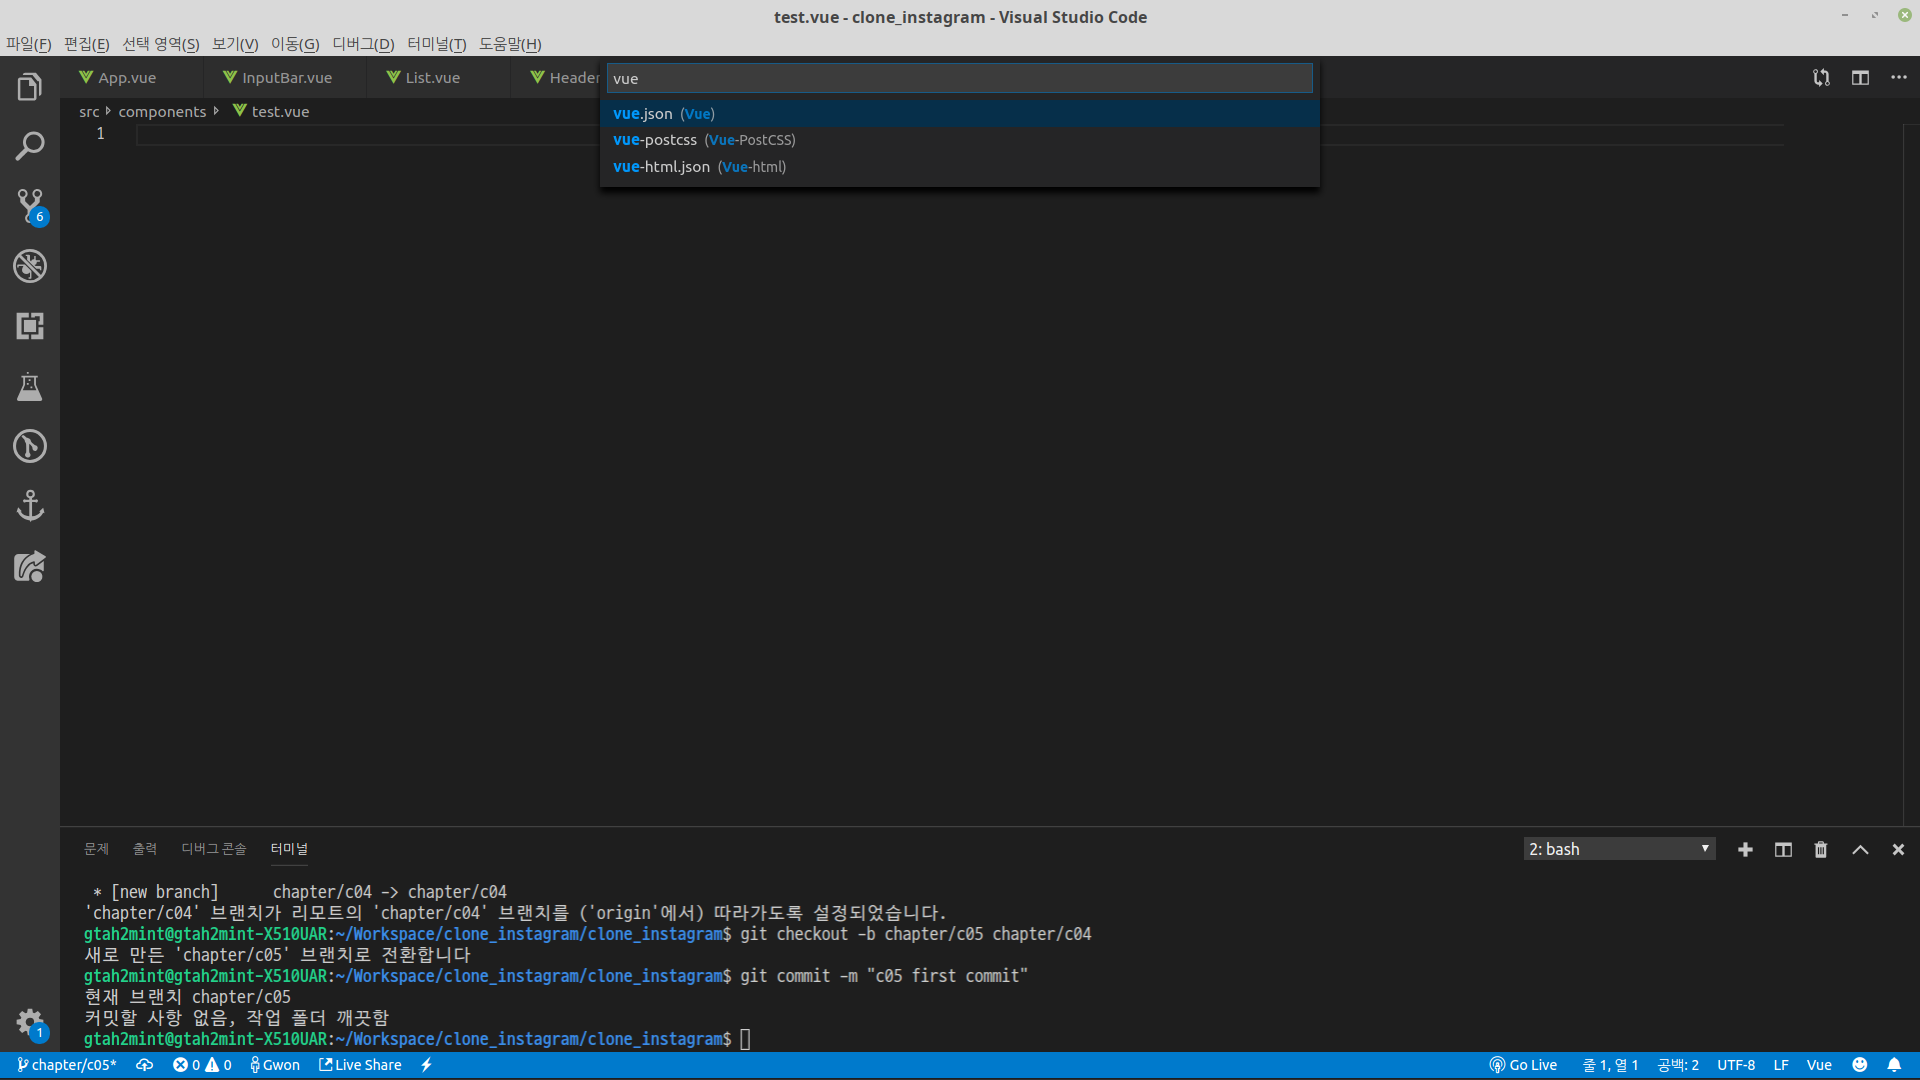 test.vue - clone_instagram - Visual Studio Code
파일(F) 편집(E) 선택 영역(S) 보기(V) 이동(G) 디버그(D) 터미널(T) 도움말(H)
App.vue InputBar.vue List.vue Header
vue
src components test.vue
vue.json (Vue)
1
vue-postcss (Vue-PostCSS)
vue-html.json (Vue-html)
6
문제 출력 디버그 콘솔 터미널 2: bash
* [new branch] chapter/c04 -> chapter/c04
'chapter/c04' 브랜치가 리모트의 'chapter/c04' 브랜치를 ('origin'에서) 따라가도록 설정되었습니다.
gtah2mint@gtah2mint-X510UAR:~/Workspace/clone_instagram/clone_instagram$ git checkout -b chapter/c05 chapter/c04
새로 만든 'chapter/c05' 브랜치로 전환합니다
gtah2mint@gtah2mint-X510UAR:~/Workspace/clone_instagram/clone_instagram$ git commit -m "c05 first commit"
현재 브랜치 chapter/c05
커밋할 사항 없음, 작업 폴더 깨끗함
1
gtah2mint@gtah2mint-X510UAR:~/Workspace/clone_instagram/clone_instagram$
chapter/c05* 0 0 Gwon Live Share Go Live 줄 1, 열 1 공백: 2 UTF-8 LF Vue